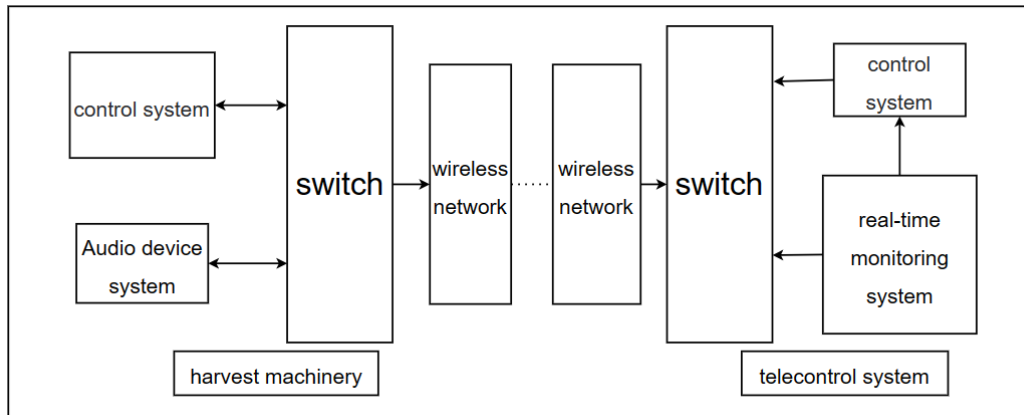 control system
Audio device
system
switch
wireless
network
wireless
network
switch
control
system
real-time
monitoring
system
harvest machinery
telecontrol system